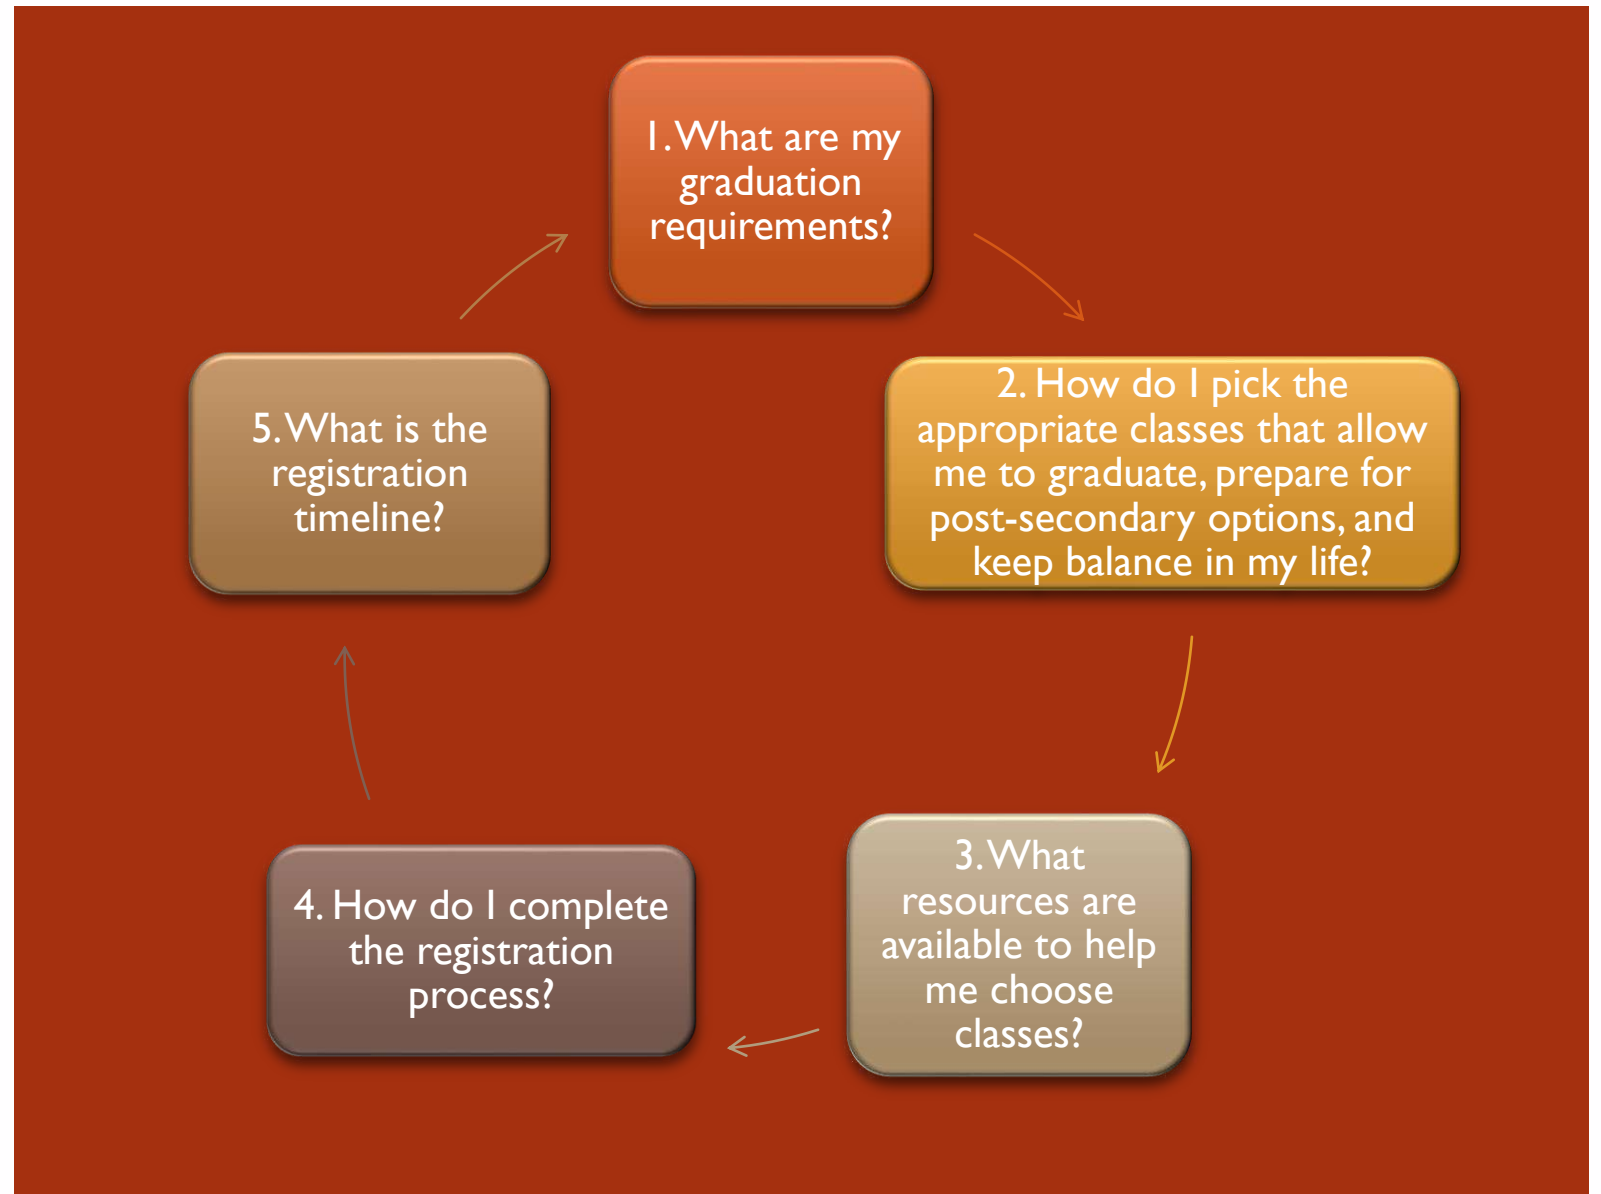 1. What are my
graduation
requirements?
2. How do I pick the
appropriate classes that allow
me to graduate, prepare for
post-secondary options, and
keep balance in my life?
3. What
resources are
available to help
me choose
classes?
4. How do I complete
the registration
process?
5. What is the
registration
timeline?